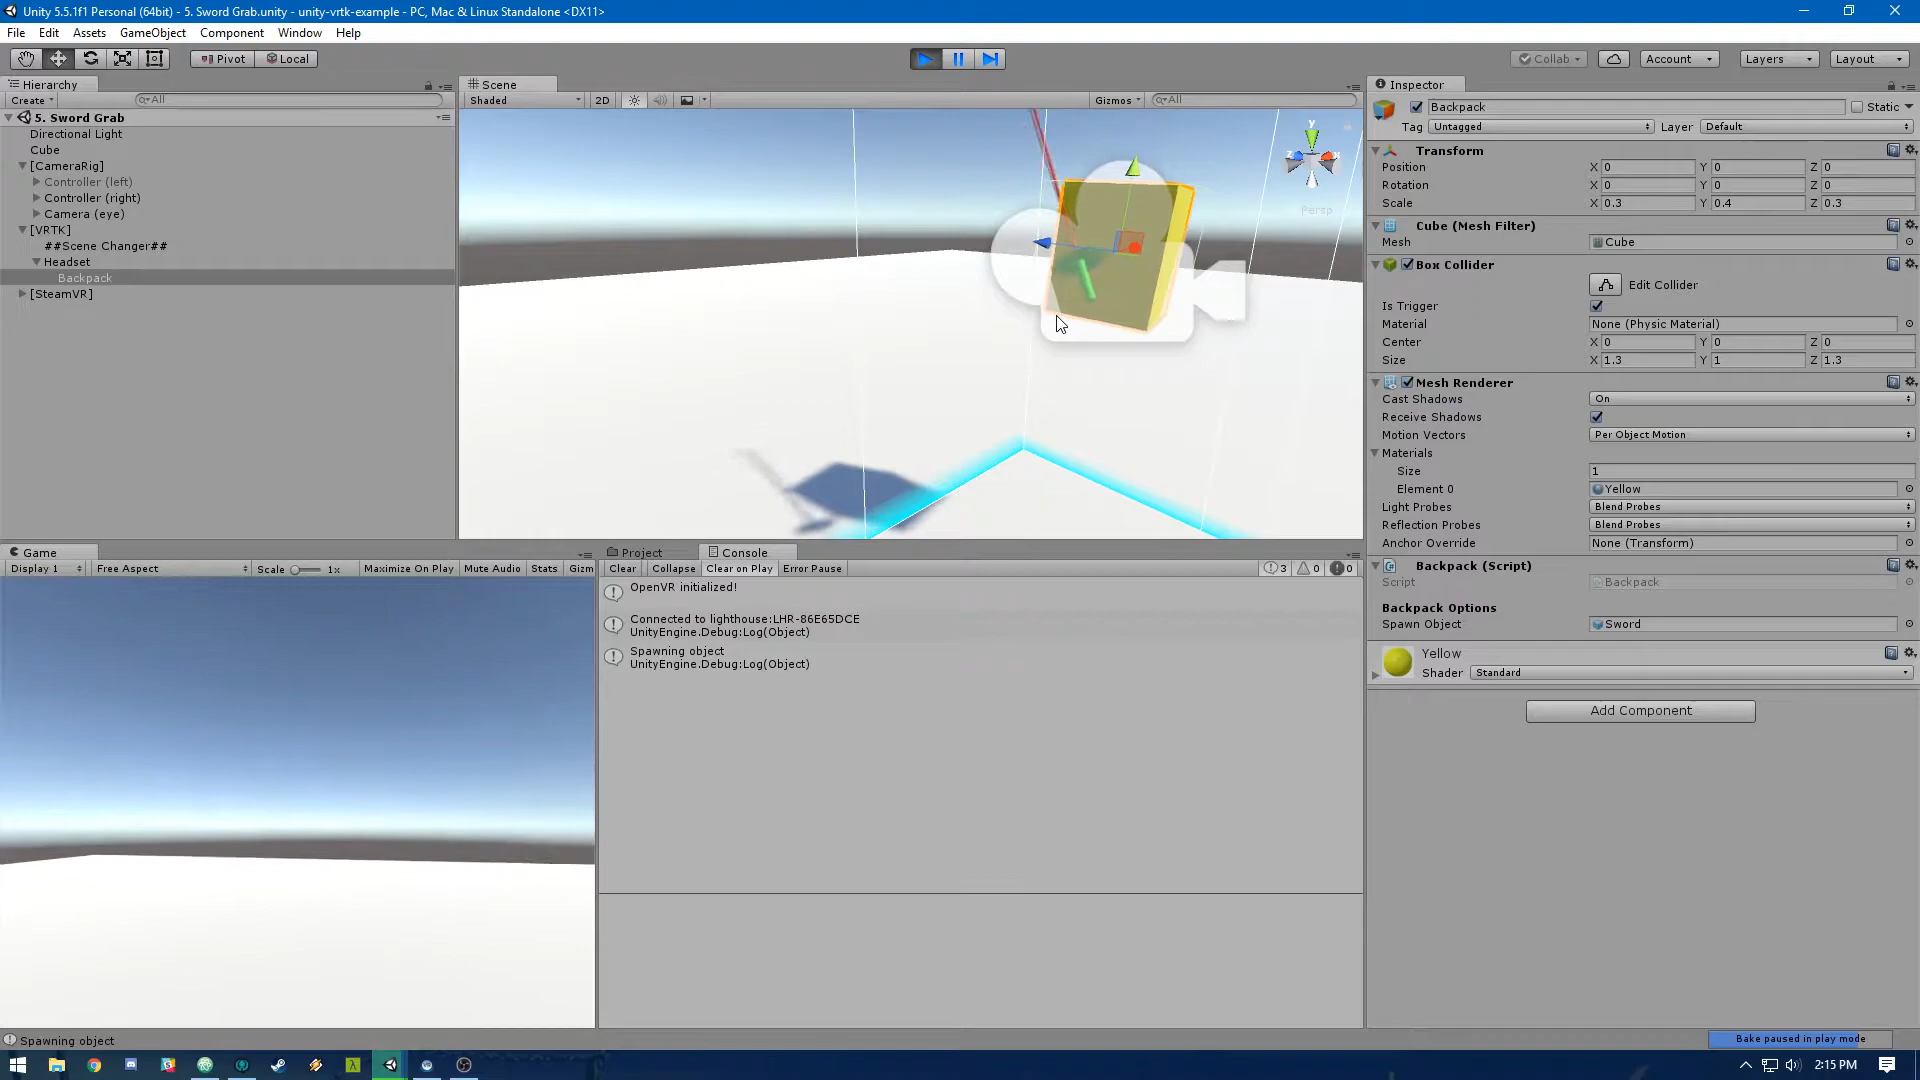 Unity 5.5.1f1 Personal (64bit) - 5. Sword Grab.unity - unity-vrtk-example - PC, Mac & Linux Standalone <DX11>
File Edit Assets GameObject Component Window Help
Pivot Local Collab Account Layers Layout
Hierarchy
Create All
5. Sword Grab
Directional Light
Cube
[CameraRig]
Controller (left)
Controller (right)
Camera (eye)
[VRTK]
##Scene Changer##
Headset
Backpack
[SteamVR]
Scene
Shaded 2D Gizmos All
y
z x
Persp
Inspector
Backpack Static
Tag Untagged Layer Default
Transform
Position X 0 Y 0 Z 0
Rotation X 0 Y 0 Z 0
Scale X 0.3 Y 0.4 Z 0.3
Cube (Mesh Filter)
Mesh Cube
Box Collider
Edit Collider
Is Trigger
Material None (Physic Material)
Center X 0 Y 0 Z 0
Size X 1.3 Y 1 Z 1.3
Mesh Renderer
Cast Shadows On
Receive Shadows
Motion Vectors Per Object Motion
Materials
Size 1
Element 0 Yellow
Light Probes Blend Probes
Reflection Probes Blend Probes
Anchor Override None (Transform)
Backpack (Script)
Script Backpack
Backpack Options
Spawn Object Sword
Yellow
Shader Standard
Add Component
Game
Display 1 Free Aspect Scale 1x Maximize On Play Mute Audio Stats Gizm
Project Console
Clear Collapse Clear on Play Error Pause 3 0 0
OpenVR initialized!
Connected to lighthouse:LHR-86E65DCE
UnityEngine.Debug:Log(Object)
Spawning object
UnityEngine.Debug:Log(Object)
Spawning object
Bake paused in play mode
2:15 PM